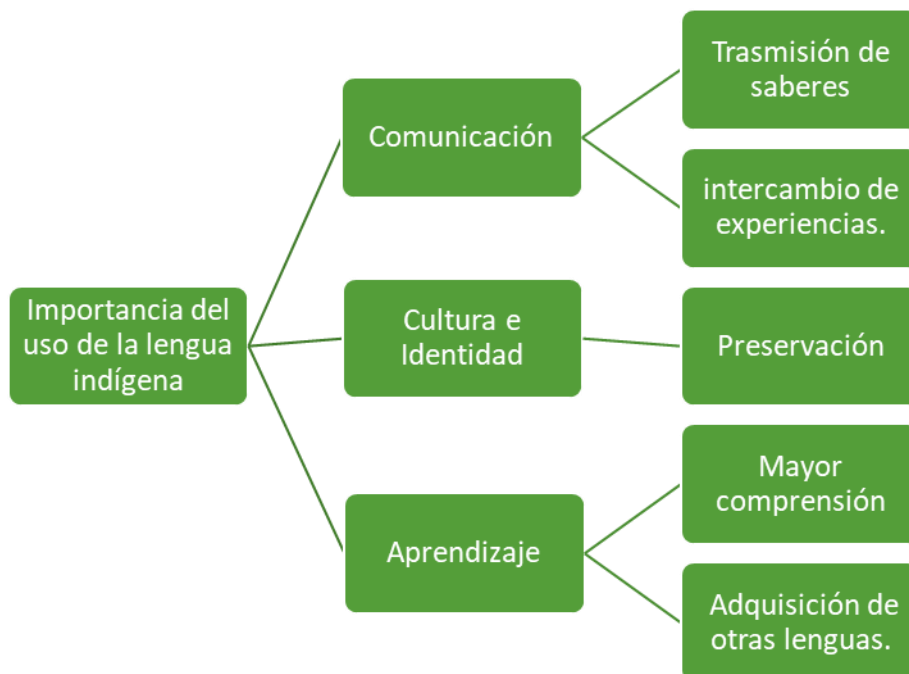 Importancia del
uso de la lengua
indígena
Comunicación
Trasmisión de
saberes
intercambio de
experiencias.
Cultura e
Identidad
Preservación
Aprendizaje
Mayor
comprensión
Adquisición de
otras lenguas.